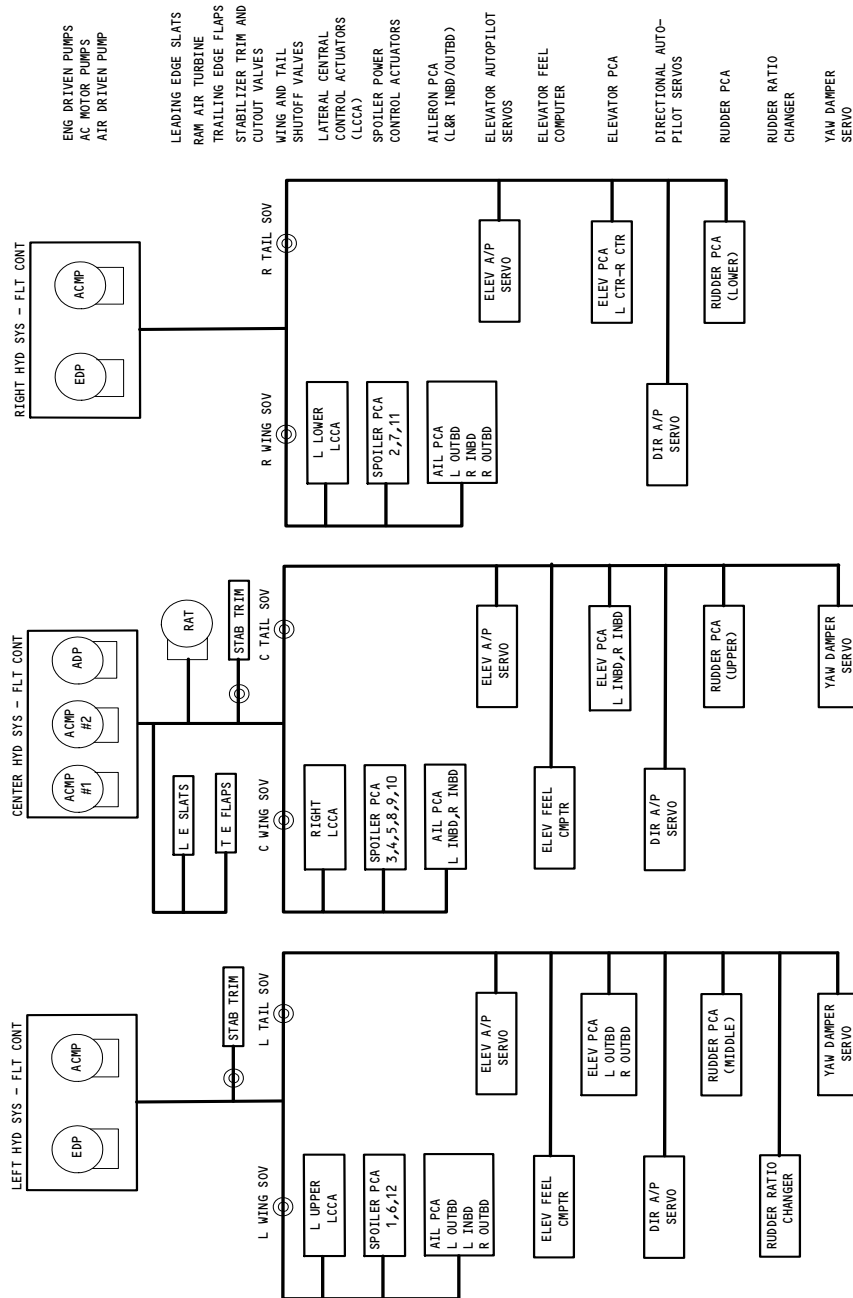 LEFT HYD SYS – FLT CONT
EDP
ACMP
STAB TRIM
L WING SOV
L TAIL SOV
L UPPER
LCCA
SPOILER PCA
1,6,12
AIL PCA
L OUTBD
L INBD
R OUTBD
ELEV A/P
SERVO
ELEV FEEL
CMPTR
ELEV PCA
L OUTBD
R OUTBD
DIR A/P
SERVO
RUDDER PCA
(MIDDLE)
RUDDER RATIO
CHANGER
YAW DAMPER
SERVO
CENTER HYD SYS – FLT CONT
ACMP
#1
ACMP
#2
ADP
L E SLATS
RAT
T E FLAPS
STAB TRIM
C WING SOV
C TAIL SOV
RIGHT
LCCA
SPOILER PCA
3,4,5,8,9,10
AIL PCA
L INBD,R INBD
ELEV A/P
SERVO
ELEV FEEL
CMPTR
ELEV PCA
L INBD,R INBD
DIR A/P
SERVO
RUDDER PCA
(UPPER)
YAW DAMPER
SERVO
RIGHT HYD SYS – FLT CONT
EDP
ACMP
R WING SOV
R TAIL SOV
L LOWER
LCCA
SPOILER PCA
2,7,11
AIL PCA
L OUTBD
R INBD
R OUTBD
ELEV A/P
SERVO
ELEV PCA
L CTR–R CTR
DIR A/P
SERVO
RUDDER PCA
(LOWER)
ENG DRIVEN PUMPS
AC MOTOR PUMPS
AIR DRIVEN PUMP
LEADING EDGE SLATS
RAM AIR TURBINE
TRAILING EDGE FLAPS
STABILIZER TRIM AND
CUTOUT VALVES
WING AND TAIL
SHUTOFF VALVES
LATERAL CENTRAL
CONTROL ACTUATORS
(LCCA)
SPOILER POWER
CONTROL ACTUATORS
AILERON PCA
(L&R INBD/OUTBD)
ELEVATOR AUTOPILOT
SERVOS
ELEVATOR FEEL
COMPUTER
ELEVATOR PCA
DIRECTIONAL AUTO–
PILOT SERVOS
RUDDER PCA
RUDDER RATIO
CHANGER
YAW DAMPER
SERVO